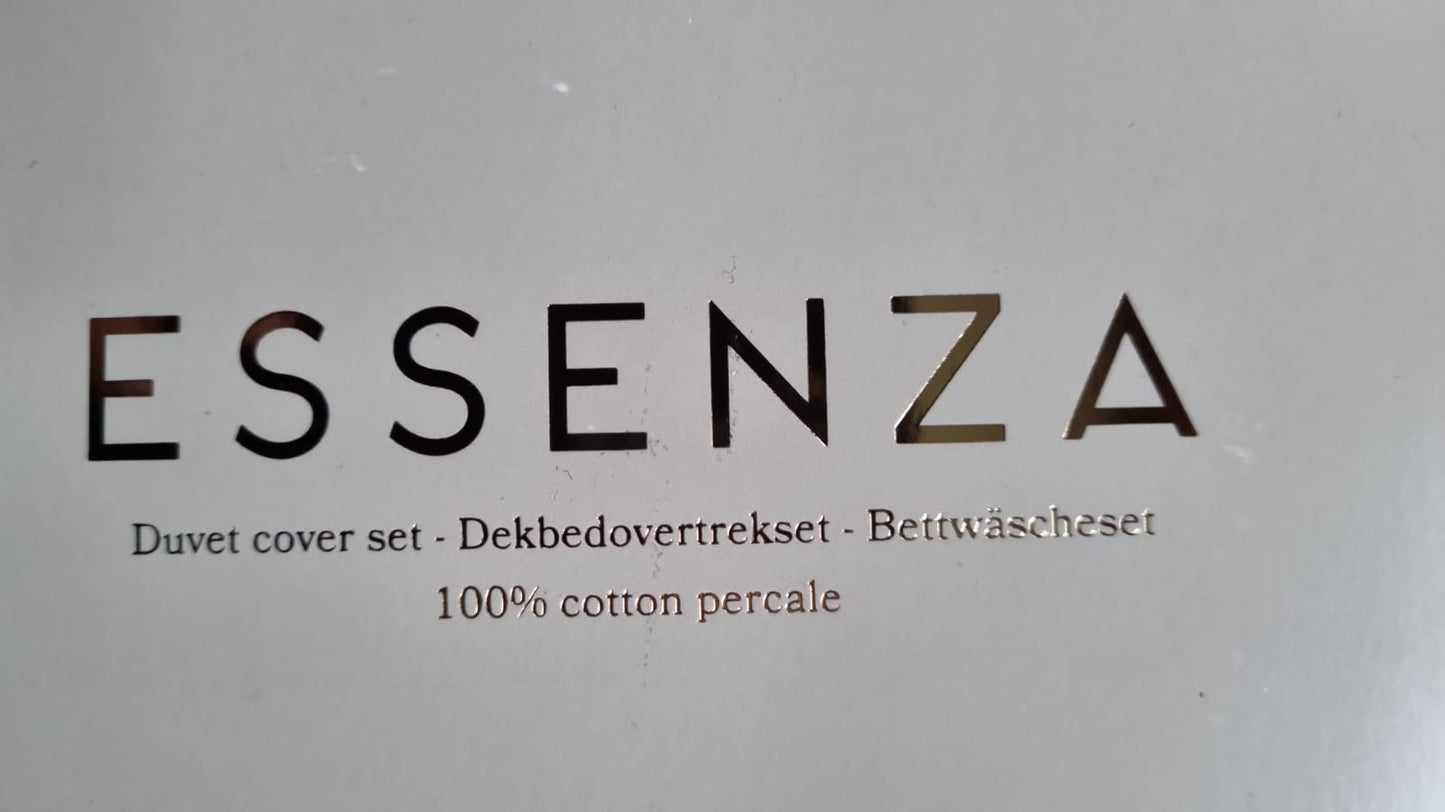 ESSENZA
Duvet cover set - Dekbedovertrekset - Bettwäscheset
100% cotton percale